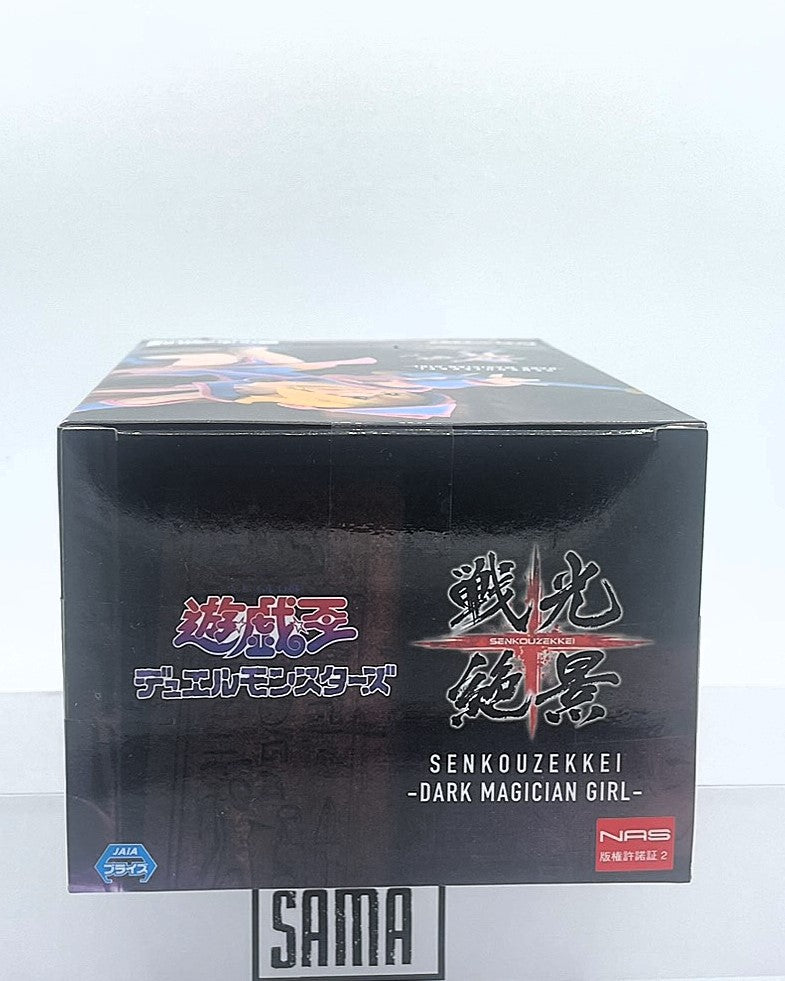 遊戯王
デュエルモンスターズ
戦光
SENKOUZEKKEI
絶景
SENKOUZEKKEI
-DARK MAGICIAN GIRL-
JAIA
プライズ
NAS
版権許諾証2
SAMA